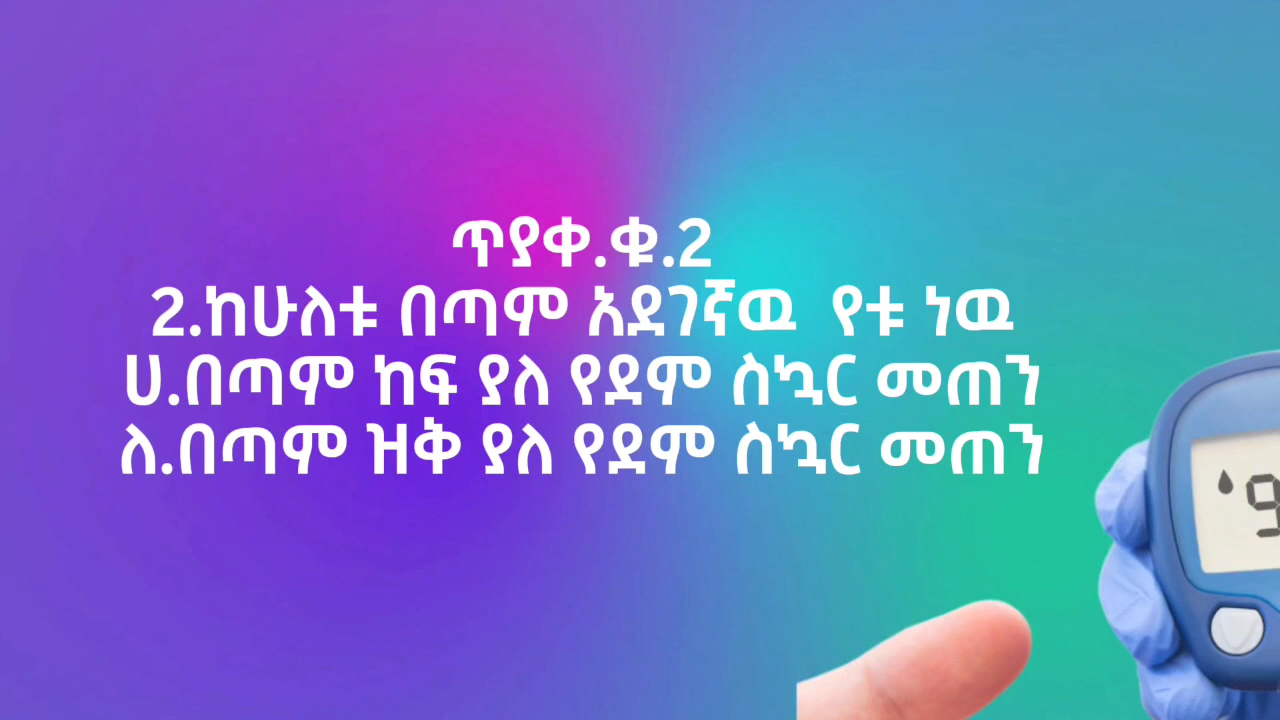 ጥያቀ.ቁ.2
2.ከሁለቱ በጣም አደገኛዉ የቱ ነዉ
ሀ.በጣም ከፍ ያለ የደም ስኳር መጠን
ለ.በጣም ዝቅ ያለ የደም ስኳር መጠን
9